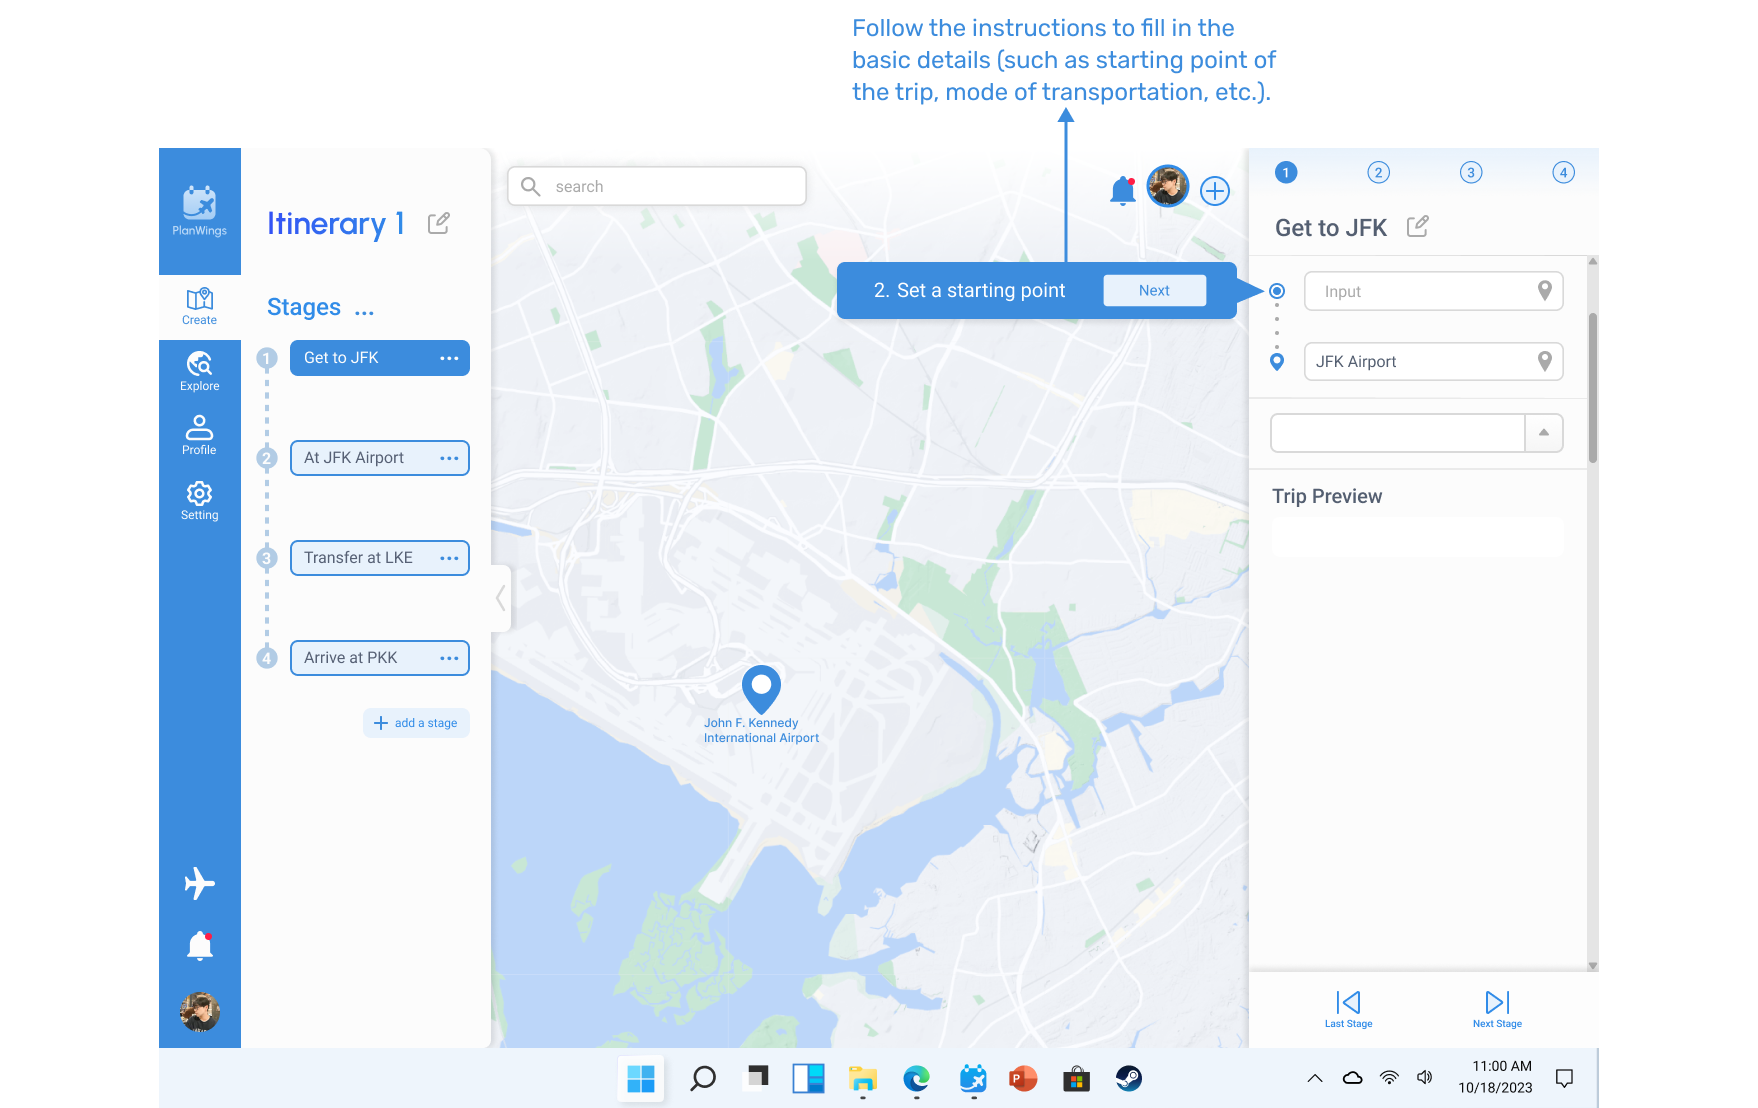 Follow the instructions to fill in the
basic details (such as starting point of
the trip, mode of transportation, etc.).
PlanWings
Create
Explore
Profile
Setting
Itinerary 1
Stages ...
1 Get to JFK
2 At JFK Airport
3 Transfer at LKE
4 Arrive at PKK
+ add a stage
search
2. Set a starting point Next
John F. Kennedy
International Airport
1 2 3 4
Get to JFK
Input
JFK Airport
Trip Preview
Last Stage Next Stage
P
11:00 AM
10/18/2023